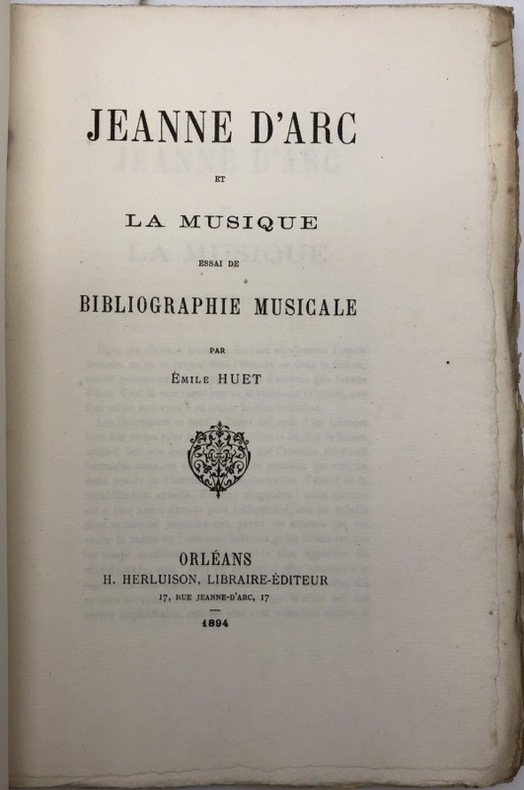 JEANNE D'ARC
ET
LA MUSIQUE
ESSAI DE
BIBLIOGRAPHIE MUSICALE
PAR
ÉMILE HUET
ORLÉANS
H. HERLUISON, LIBRAIRE-ÉDITEUR
17, RUE JEANNE-D'ARC, 17
1894